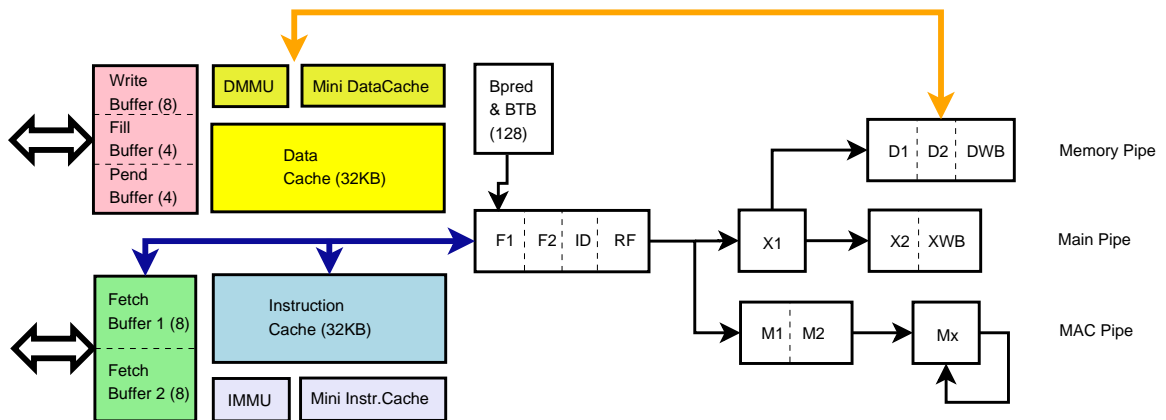 Write
Buffer (8)
Fill
Buffer (4)
Pend
Buffer (4)
DMMU
Mini DataCache
Data
Cache (32KB)
Bpred
& BTB
(128)
D1 D2 DWB
Memory Pipe
F1 F2 ID RF
X1
X2 XWB
Main Pipe
Fetch
Buffer 1 (8)
Fetch
Buffer 2 (8)
Instruction
Cache (32KB)
IMMU
Mini Instr.Cache
M1 M2
Mx
MAC Pipe